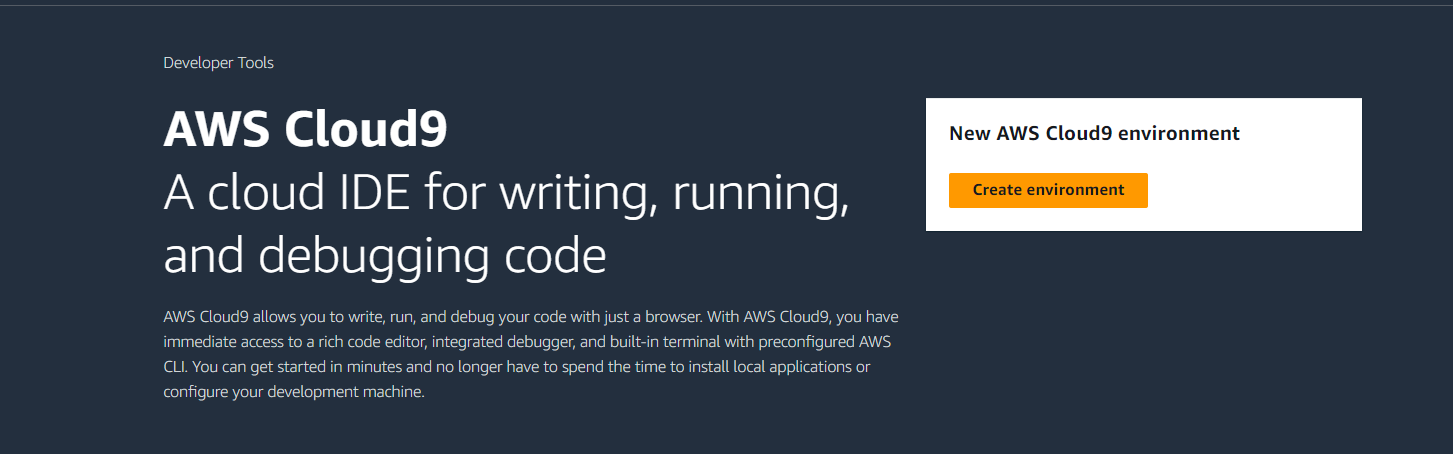 Developer Tools
AWS Cloud9
A cloud IDE for writing, running,
and debugging code
AWS Cloud9 allows you to write, run, and debug your code with just a browser. With AWS Cloud9, you have
immediate access to a rich code editor, integrated debugger, and built-in terminal with preconfigured AWS
CLI. You can get started in minutes and no longer have to spend the time to install local applications or
configure your development machine.
New AWS Cloud9 environment
Create environment